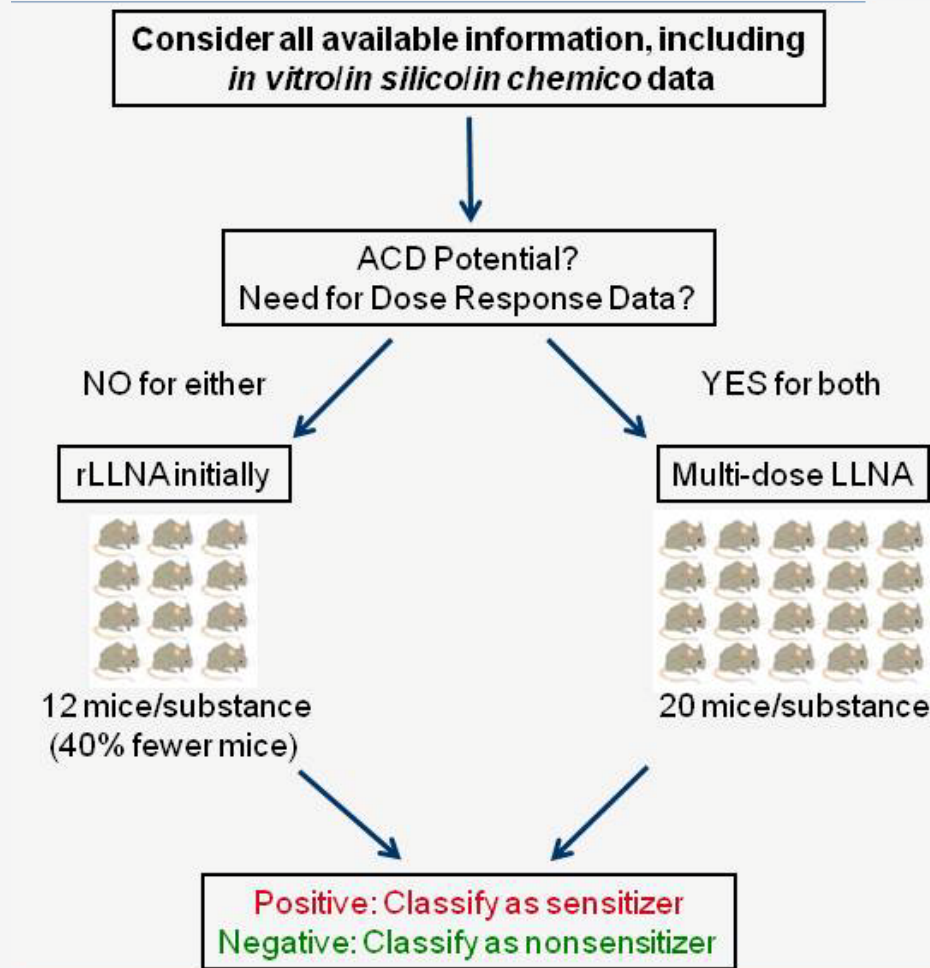 Consider all available information, including
in vitro/in silico/in chemico data
ACD Potential?
Need for Dose Response Data?
NO for either
YES for both
rLLNA initially
Multi-dose LLNA
12 mice/substance
(40% fewer mice)
20 mice/substance
Positive: Classify as sensitizer
Negative: Classify as nonsensitizer